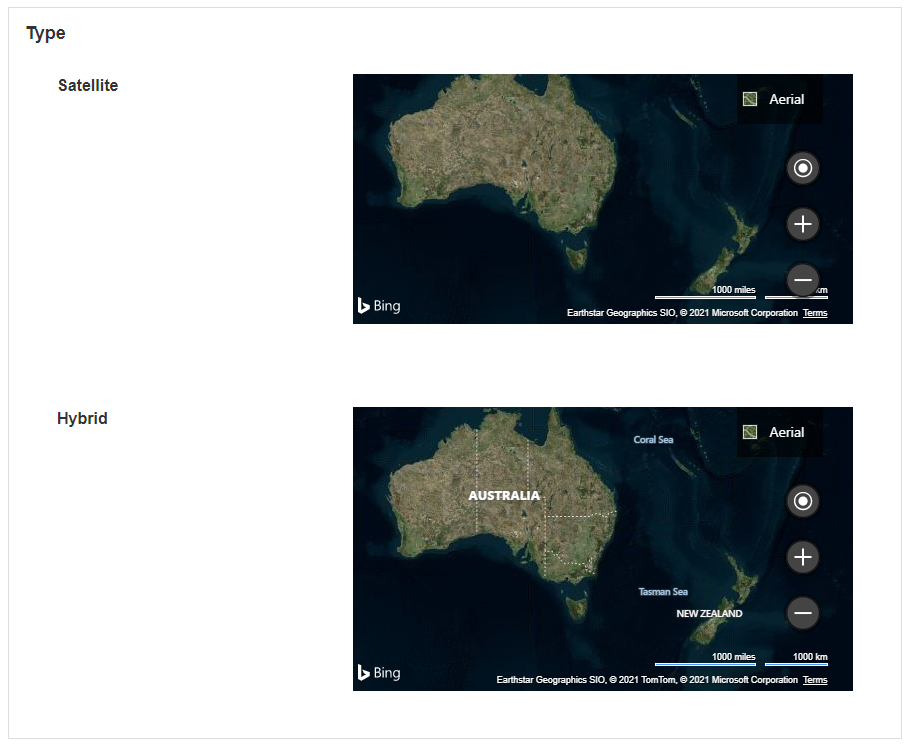 Type
Satellite
Aerial
1000 miles
km
Bing
Earthstar Geographics SIO, © 2021 Microsoft Corporation Terms
Hybrid
Aerial
Coral Sea
AUSTRALIA
Tasman Sea
NEW ZEALAND
1000 miles 1000 km
Bing
Earthstar Geographics SIO, © 2021 TomTom, © 2021 Microsoft Corporation Terms